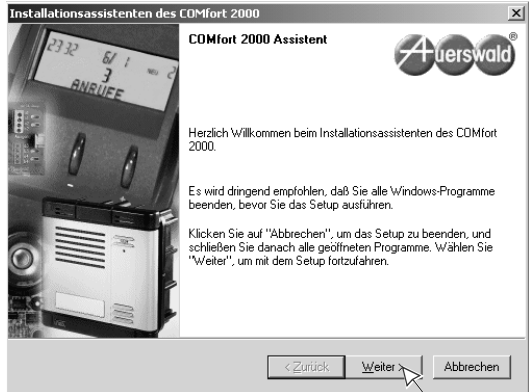 Installationsassistenten des COMfort 2000
COMfort 2000 Assistent
Auerswald®
2332 6/ 1 NEU 2
3
ANRUFE
Herzlich Willkommen beim Installationsassistenten des COMfort
2000.
Es wird dringend empfohlen, daß Sie alle Windows-Programme
beenden, bevor Sie das Setup ausführen.
Klicken Sie auf "Abbrechen", um das Setup zu beenden, und
schließen Sie danach alle geöffneten Programme. Wählen Sie
"Weiter", um mit dem Setup fortzufahren.
< Zurück
Weiter >
Abbrechen